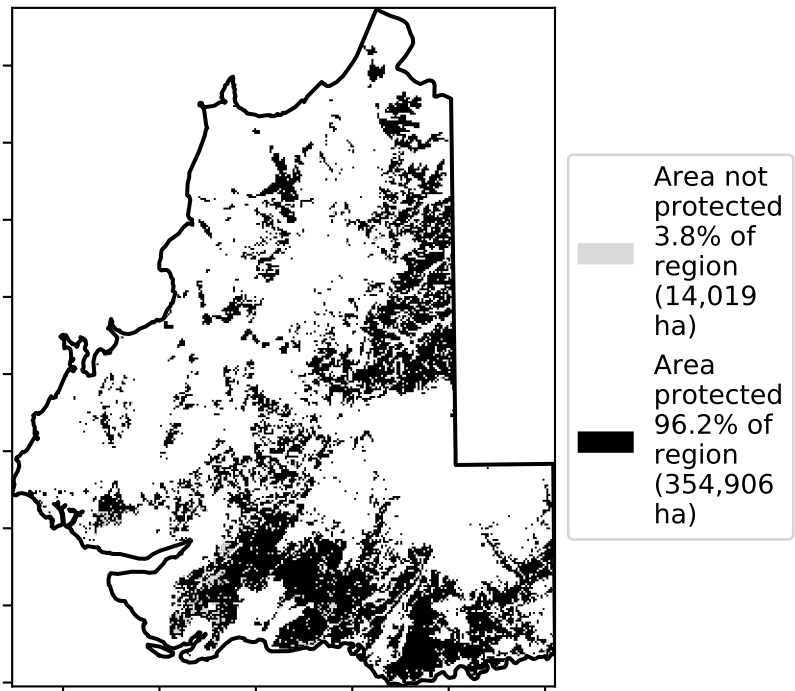 Area not
protected
3.8% of
region
(14,019
ha)
Area
protected
96.2% of
region
(354,906
ha)